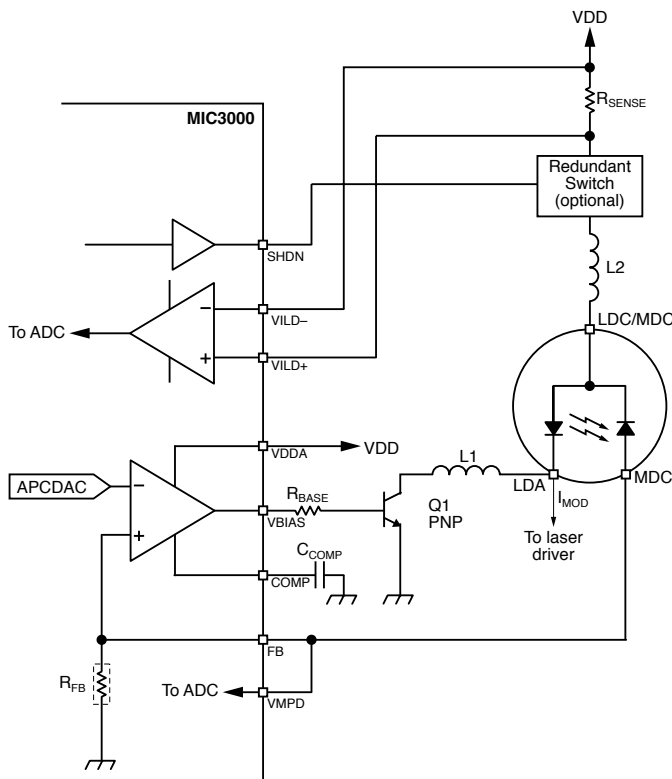 VDD
MIC3000
RSENSE
Redundant
Switch
(optional)
SHDN
L2
VILD–
LDC/MDC
To ADC
VILD+
VDDA
VDD
L1
APCDAC
RBASE
LDA
MDC
VBIAS
Q1
PNP
IMOD
To laser
driver
CCOMP
COMP
FB
RFB
To ADC
VMPD